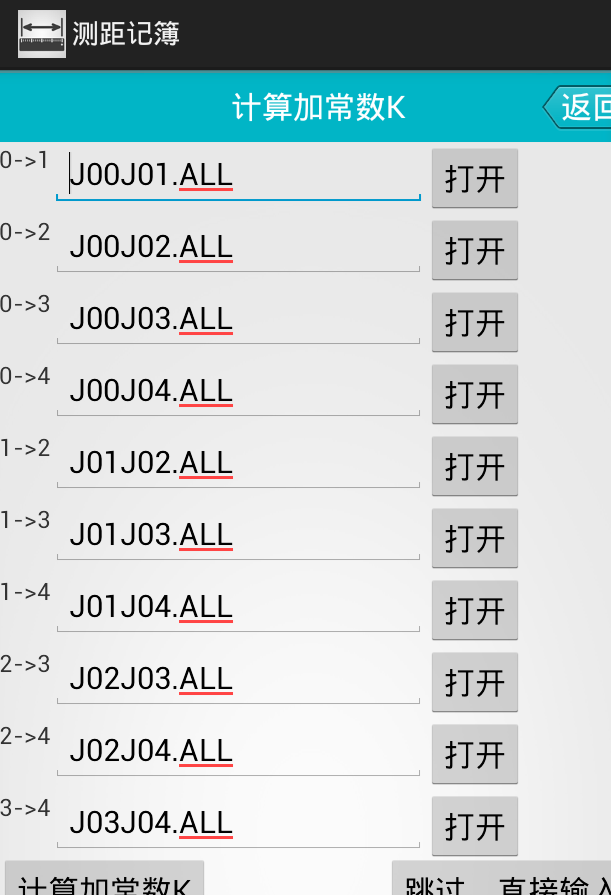 测距记簿
计算加常数K
返回
0->1 J00J01.ALL 打开
0->2 J00J02.ALL 打开
0->3 J00J03.ALL 打开
0->4 J00J04.ALL 打开
1->2 J01J02.ALL 打开
1->3 J01J03.ALL 打开
1->4 J01J04.ALL 打开
2->3 J02J03.ALL 打开
2->4 J02J04.ALL 打开
3->4 J03J04.ALL 打开
计算加常数K 跳过，直接输入